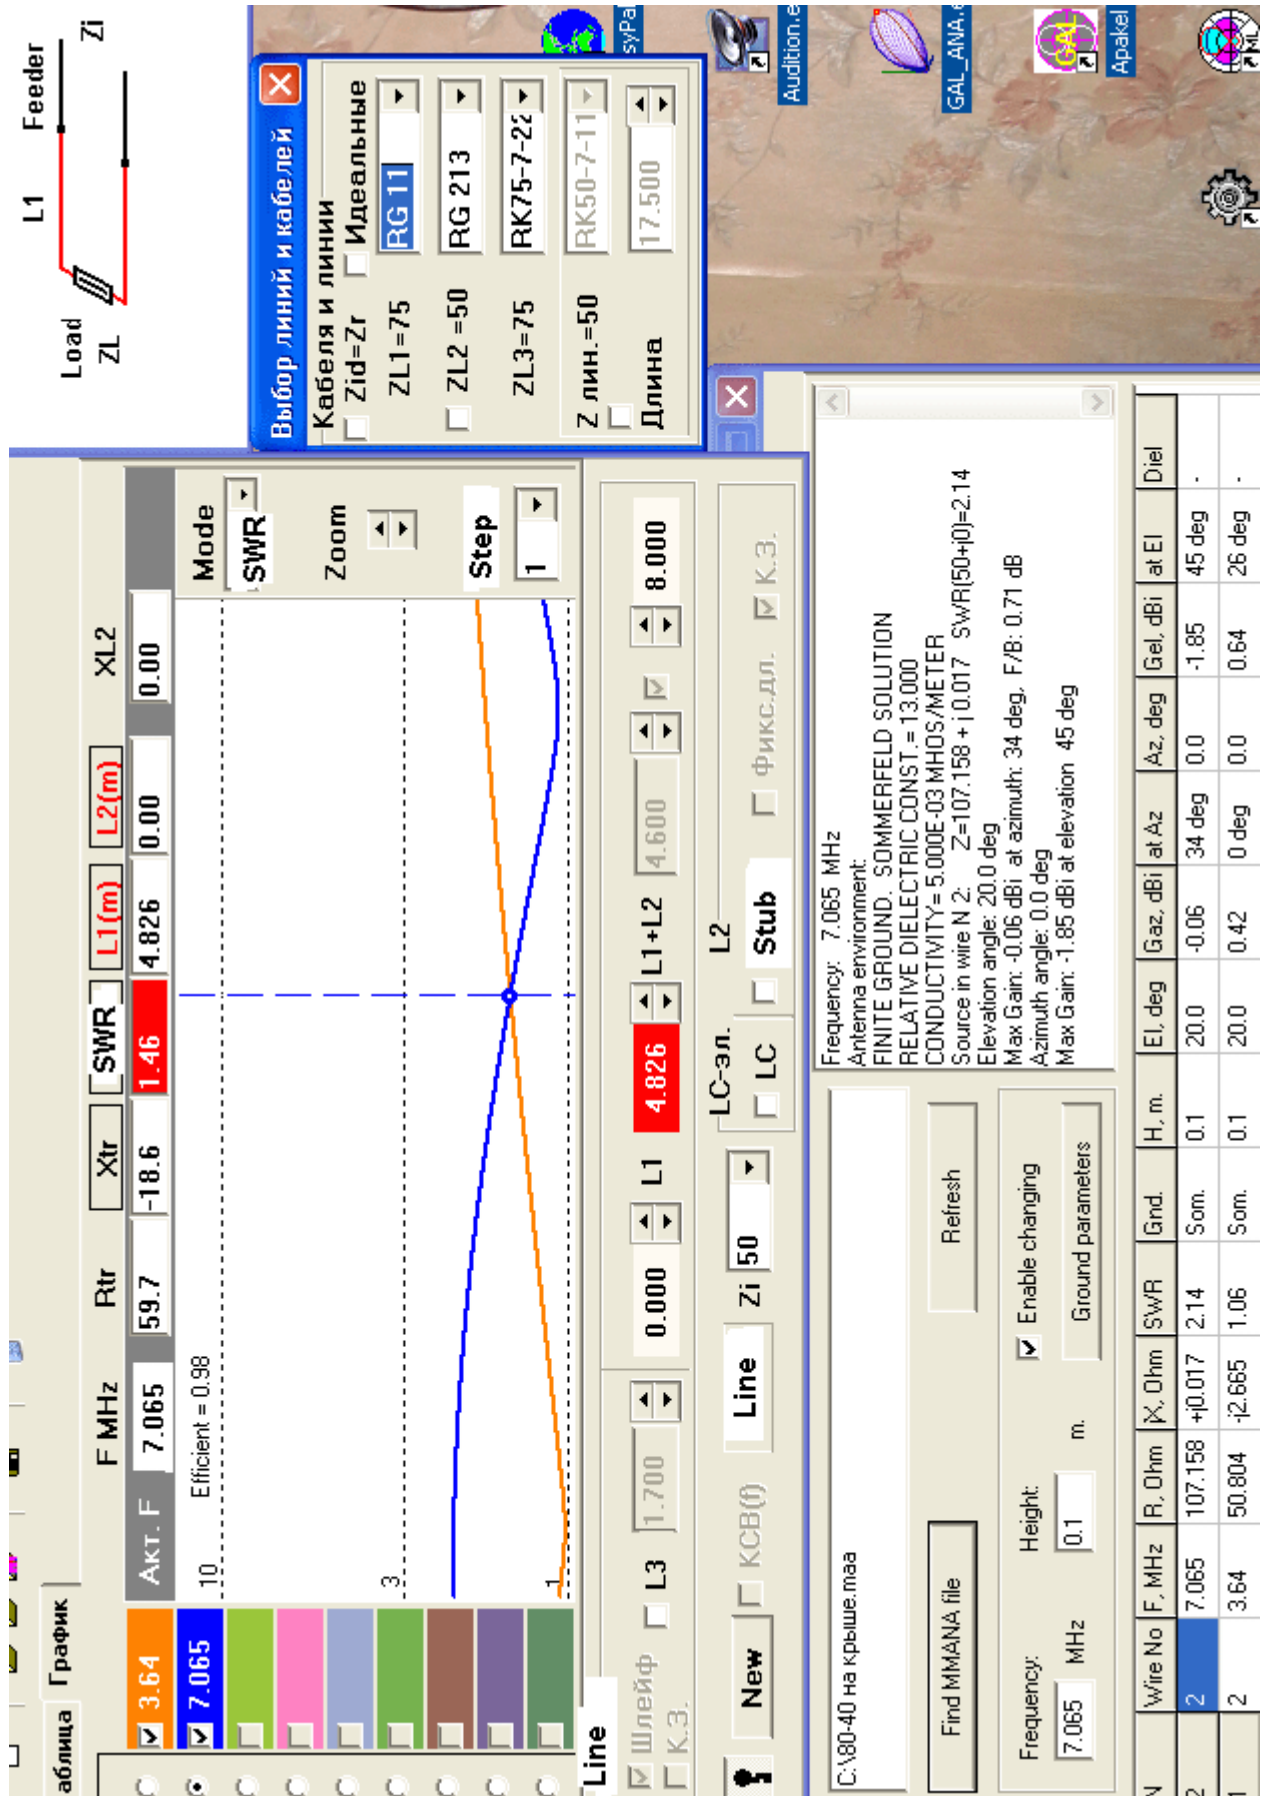 Load
ZL
L1
Feeder
Zi
аблица
График
F MHz
Rtr
Xtr
SWR
L1(m)
L2(m)
XL2
Акт. F
7.065
59.7
-18.6
1.46
4.826
0.00
0.00
3.64
7.065
10
3
1
Efficient = 0.98
Mode
SWR
Zoom
Step
1
Line
Шлейф
К.З.
L3
1.700
0.000
L1
4.826
L1+L2
4.600
8.000
New
КСВ(f)
Line
Zi
50
LC-эл.
LC
L2
Stub
Фикс.дл.
К.З.
Выбор линий и кабелей
Кабеля и линии
Zid=Zr
Идеальные
ZL1=75
RG 11
ZL2 =50
RG 213
ZL3=75
RK75-7-22
Z лин.=50
RK50-7-11
Длина
17.500
syPa
Audition.e
GAL_ANA.e
GAL
Apakel
ML
C:\80-40 на крыше.maa
Find MMANA file
Refresh
Frequency:
7.065
MHz
Height:
0.1
m.
Enable changing
Ground parameters
Frequency: 7.065 MHz
Antenna environment:
FINITE GROUND. SOMMERFELD SOLUTION
RELATIVE DIELECTRIC CONST.= 13.000
CONDUCTIVITY= 5.000E-03 MHOS/METER
Source in wire N 2: Z=107.158 + j 0.017 SWR(50+j0)=2.14
Elevation angle: 20.0 deg
Max Gain: -0.06 dBi at azimuth: 34 deg, F/B: 0.71 dB
Azimuth angle: 0.0 deg
Max Gain: -1.85 dBi at elevation 45 deg
N Wire No F, MHz R, Ohm jX, Ohm SWR Gnd. H, m. El, deg Gaz, dBi at Az Az, deg Gel, dBi at El Diel
2 2 7.065 107.158 +j0.017 2.14 Som. 0.1 20.0 -0.06 34 deg 0.0 -1.85 45 deg -
1 2 3.64 50.804 -j2.665 1.06 Som. 0.1 20.0 0.42 0 deg 0.0 0.64 26 deg -